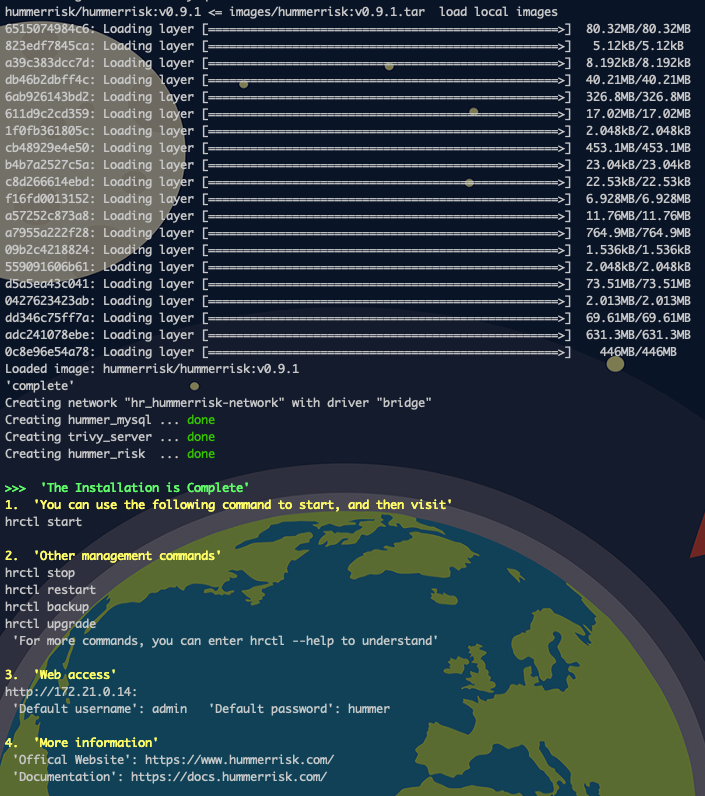 hummerrisk/hummerrisk:v0.9.1 <= images/hummerrisk:v0.9.1.tar  load local images
6515074984c6: Loading layer [==================================================>]  80.32MB/80.32MB
823edf7845ca: Loading layer [==================================================>]  5.12kB/5.12kB
a39c383dcc7d: Loading layer [==================================================>]  8.192kB/8.192kB
db46b2dbff4c: Loading layer [==================================================>]  40.21MB/40.21MB
6ab926143bd2: Loading layer [==================================================>]  326.8MB/326.8MB
611d9c2cd359: Loading layer [==================================================>]  17.02MB/17.02MB
1f0fb361805c: Loading layer [==================================================>]  2.048kB/2.048kB
cb48929e4e50: Loading layer [==================================================>]  453.1MB/453.1MB
b4b7a2527c5a: Loading layer [==================================================>]  23.04kB/23.04kB
c8d266614ebd: Loading layer [==================================================>]  22.53kB/22.53kB
f16fd0013152: Loading layer [==================================================>]  6.928MB/6.928MB
a57252c873a8: Loading layer [==================================================>]  11.76MB/11.76MB
a7955a222f28: Loading layer [==================================================>]  764.9MB/764.9MB
09b2c4218824: Loading layer [==================================================>]  1.536kB/1.536kB
559091606b61: Loading layer [==================================================>]  2.048kB/2.048kB
d5a5ea43c041: Loading layer [==================================================>]  73.51MB/73.51MB
0427623423ab: Loading layer [==================================================>]  2.013MB/2.013MB
dd346c75ff7a: Loading layer [==================================================>]  69.61MB/69.61MB
adc241078ebe: Loading layer [==================================================>]  631.3MB/631.3MB
0c8e96e54a78: Loading layer [==================================================>]  446MB/446MB
Loaded image: hummerrisk/hummerrisk:v0.9.1
'complete'
Creating network "hr_hummerrisk-network" with driver "bridge"
Creating hummer_mysql ... done
Creating trivy_server ... done
Creating hummer_risk  ... done
>>>  'The Installation is Complete'
1.  'You can use the following command to start, and then visit'
hrctl start
2.  'Other management commands'
hrctl stop
hrctl restart
hrctl backup
hrctl upgrade
'For more commands, you can enter hrctl --help to understand'
3.  'Web access'
http://172.21.0.14:
'Default username': admin   'Default password': hummer
4.  'More information'
'Offical Website': https://www.hummerrisk.com/
'Documentation': https://docs.hummerrisk.com/